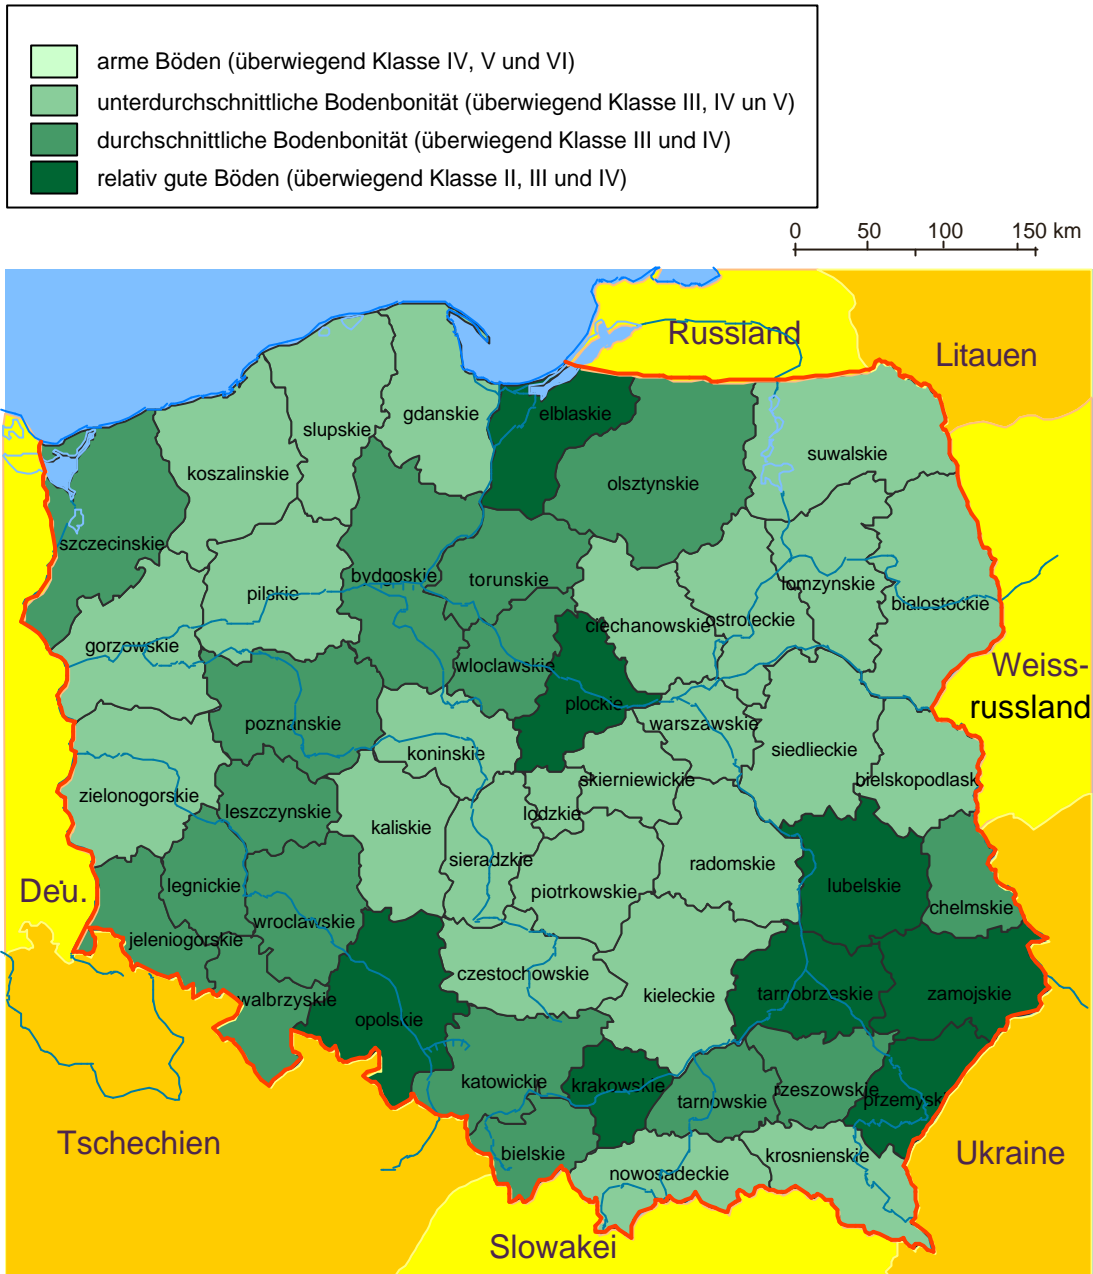 arme Böden (überwiegend Klasse IV, V und VI)
unterdurchschnittliche Bodenbonität (überwiegend Klasse III, IV un V)
durchschnittliche Bodenbonität (überwiegend Klasse III und IV)
relativ gute Böden (überwiegend Klasse II, III und IV)
0 50 100 150 km
Russland
Litauen
gdanskie
elblaskie
slupskie
suwalskie
koszalinskie
olsztynskie
szczecinskie
bydgoskie
torunskie
lomzynskie
pilskie
bialostockie
ciechanowskie
ostroleckie
gorzowskie
wloclawskie
Weiss-
russland
plockie
poznanskie
warszawskie
koninskie
siedlieckie
skierniewickie
bielskopodlask
zielonogorskie
leszczynskie
lodzkie
kaliskie
sieradzkie
radomskie
Deu.
legnickie
piotrkowskie
lubelskie
chelmskie
wroclawskie
jeleniogorskie
czestochowskie
kieleckie
tarnobrzeskie
zamojskie
walbrzyskie
opolskie
katowickie
krakowskie
tarnowskie
rzeszowskie
przemysk
Tschechien
bielskie
krosnienskie
Ukraine
nowosadeckie
Slowakei